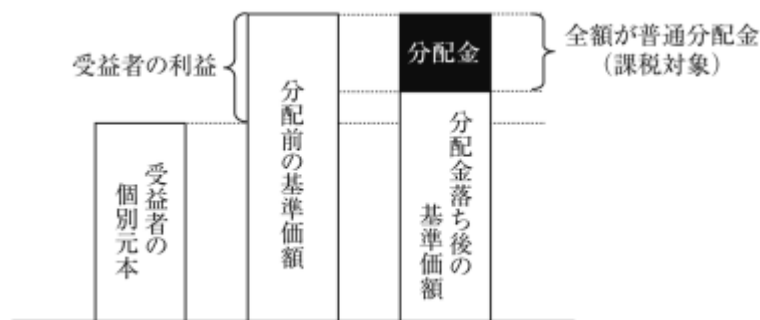 受益者の利益
受益者の
個別元本
分配前の基準価額
分配金
分配金落ち後の
基準価額
全額が普通分配金
（課税対象）